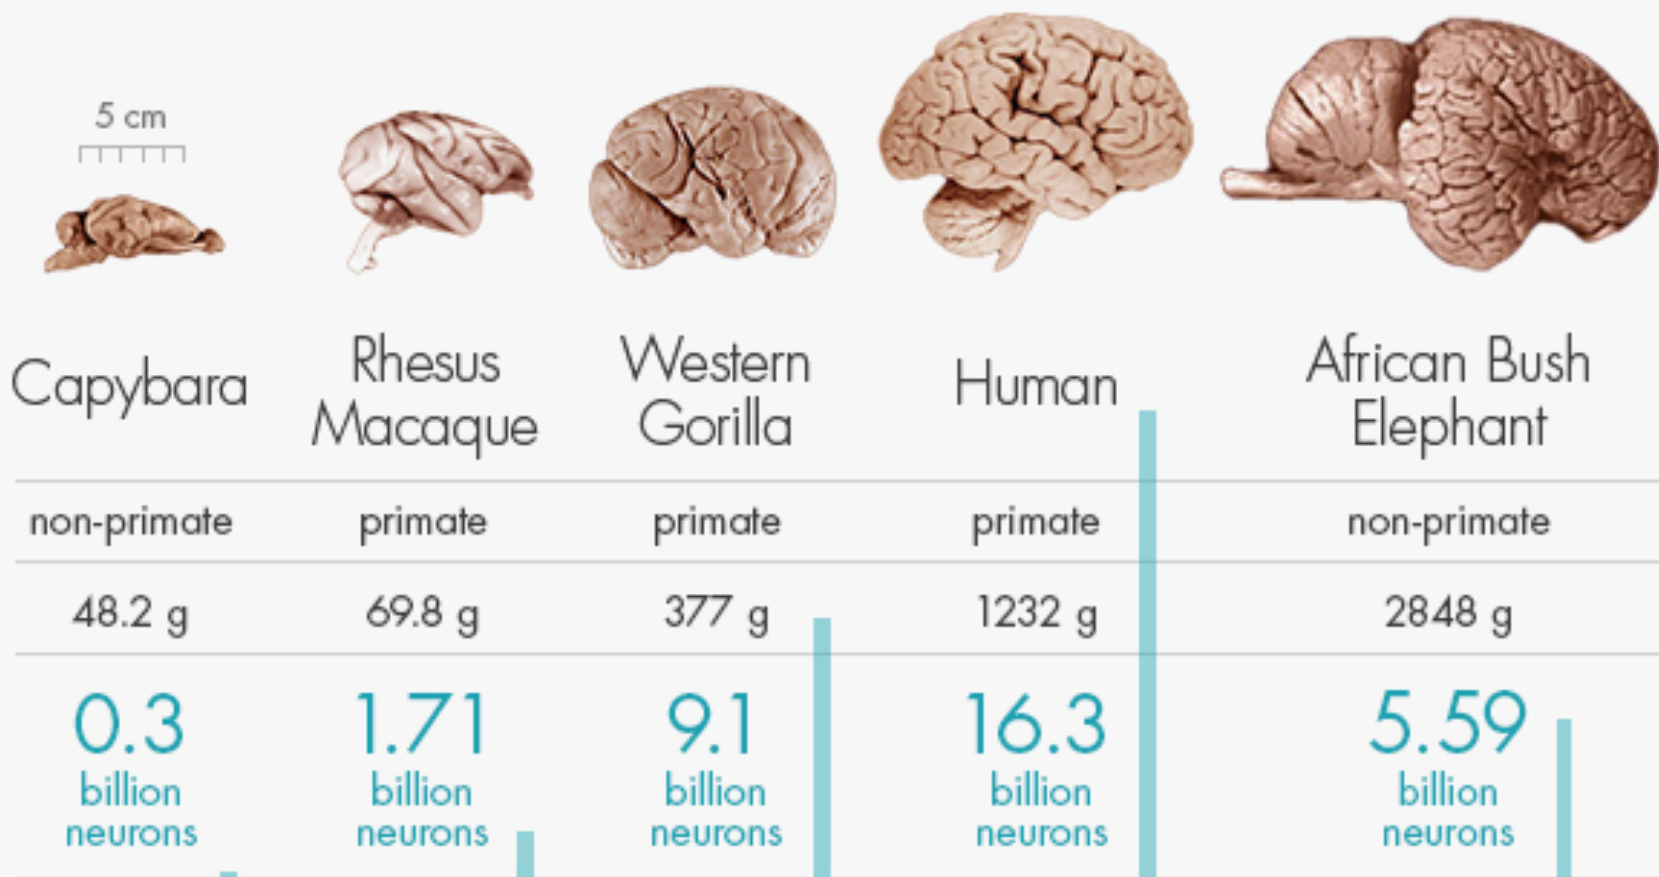 5 cm
Capybara
Rhesus
Macaque
Western
Gorilla
Human
African Bush
Elephant
non-primate
primate
primate
primate
non-primate
48.2 g
69.8 g
377 g
1232 g
2848 g
0.3
billion
neurons
1.71
billion
neurons
9.1
billion
neurons
16.3
billion
neurons
5.59
billion
neurons